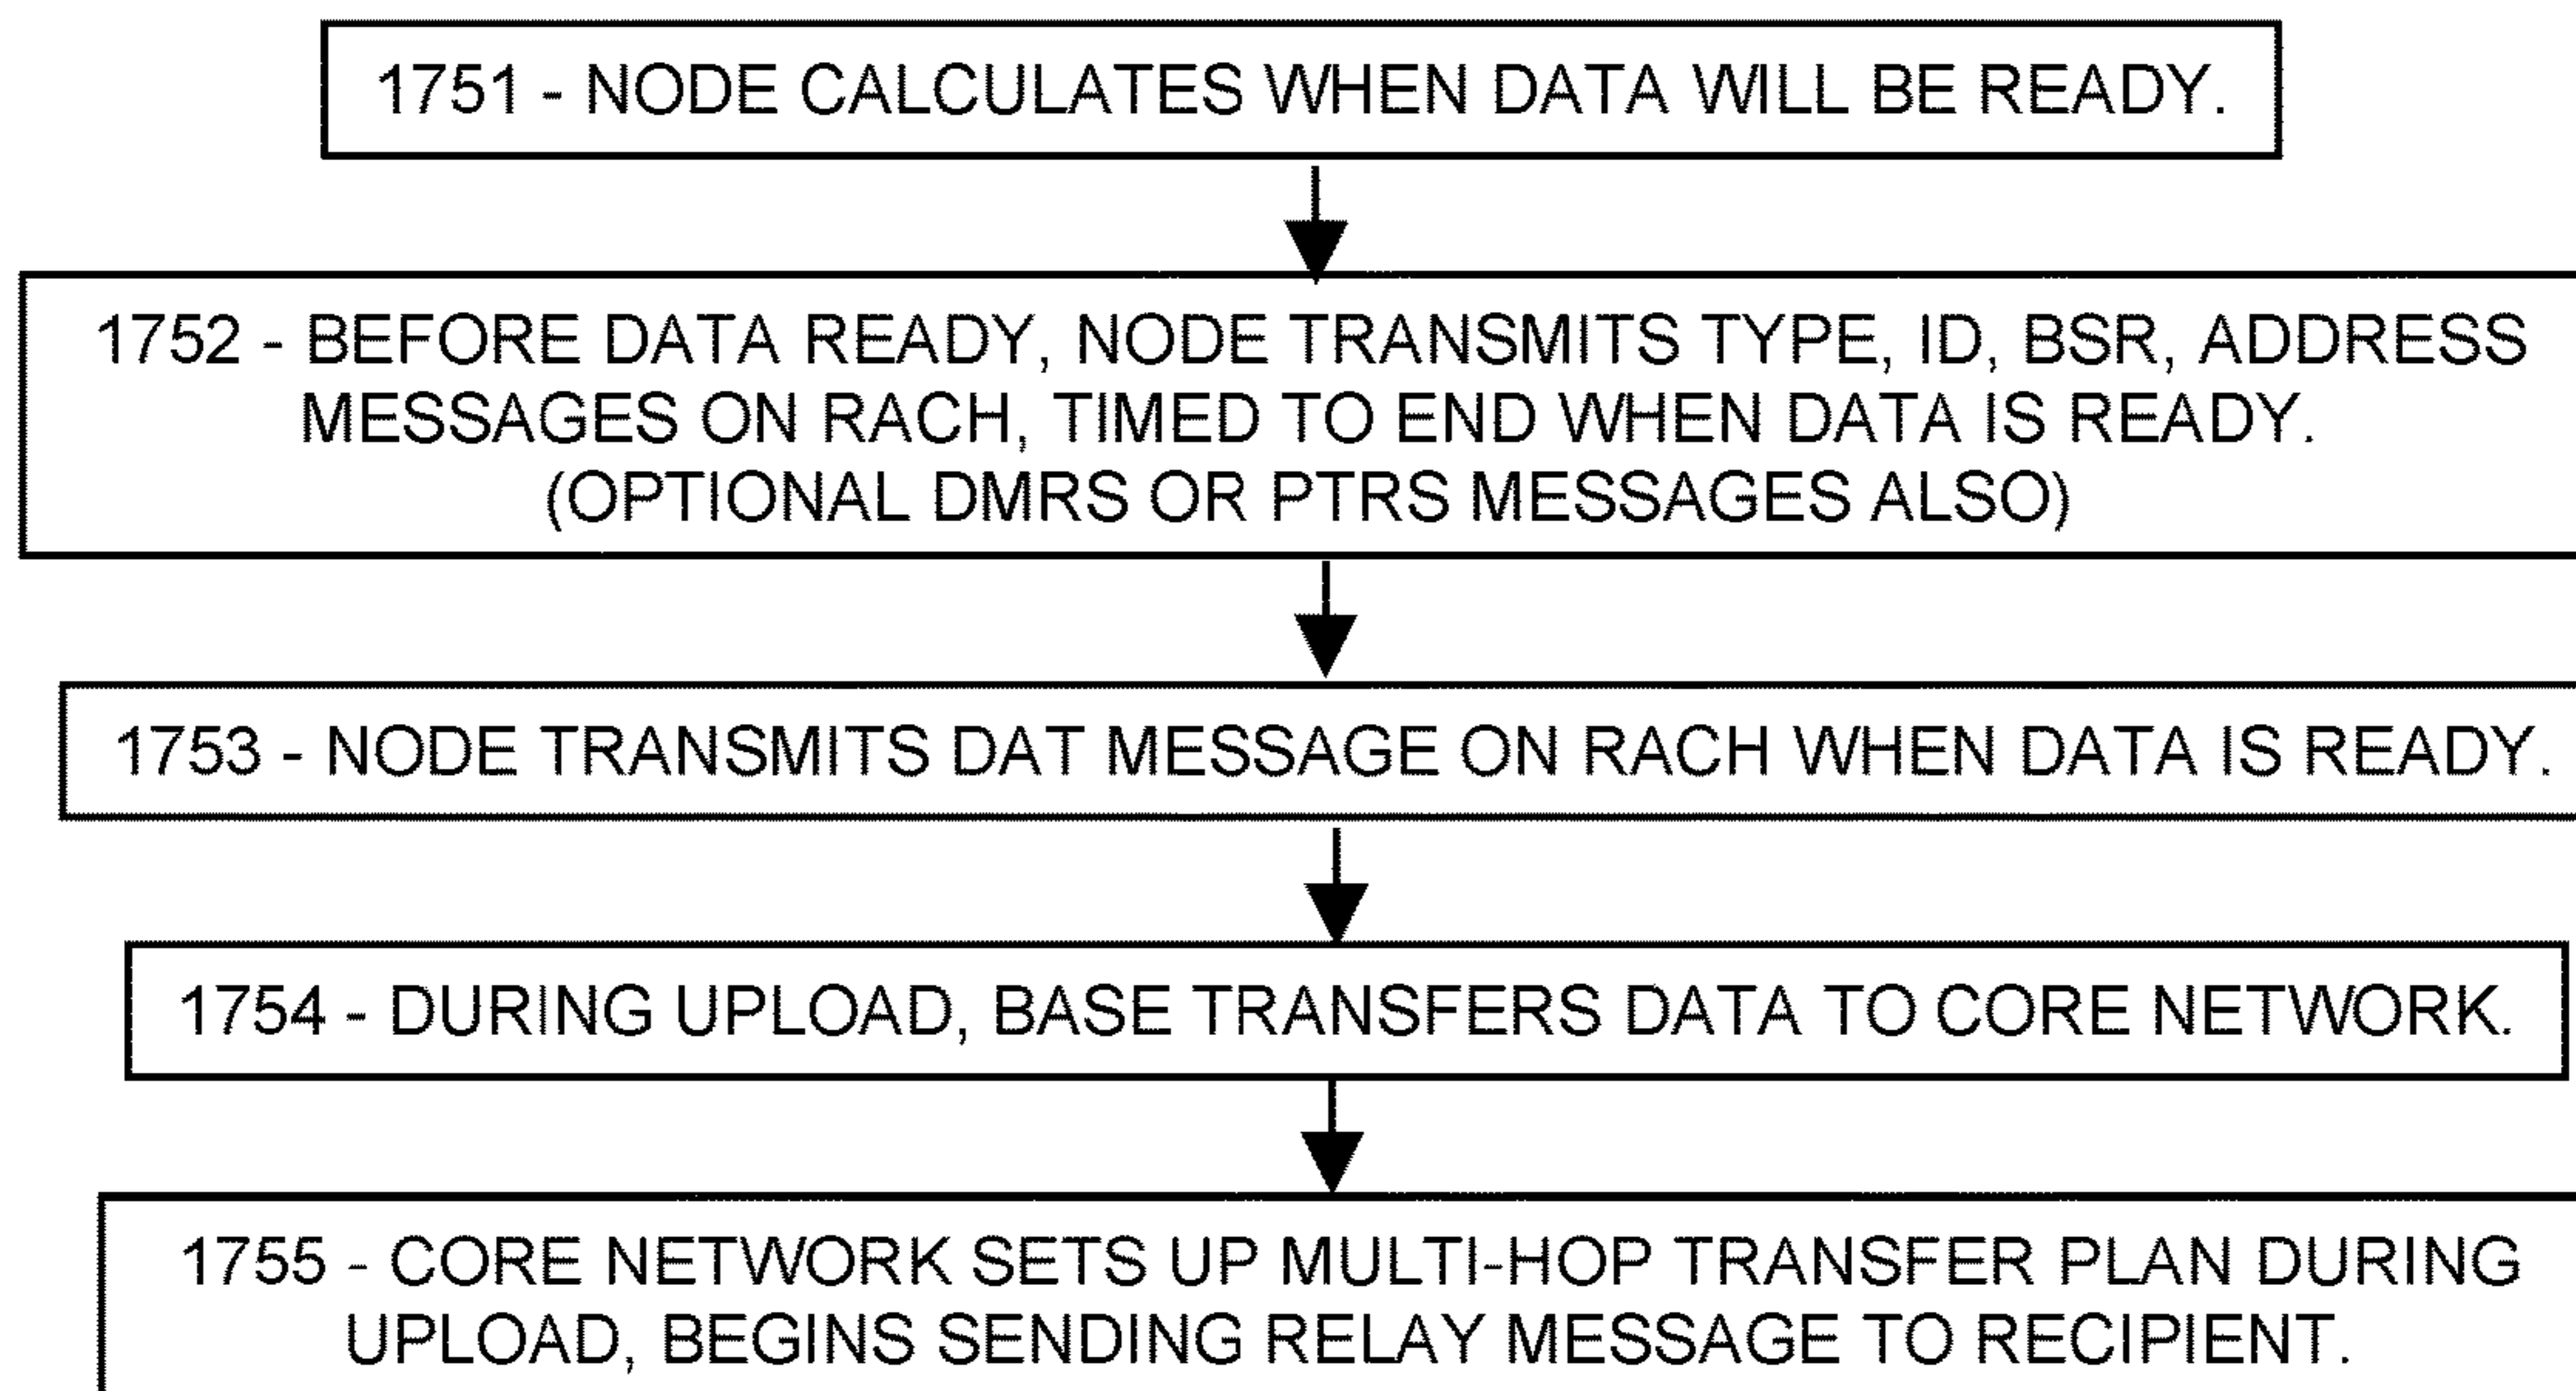 1751 - NODE CALCULATES WHEN DATA WILL BE READY.
1752 - BEFORE DATA READY, NODE TRANSMITS TYPE, ID, BSR, ADDRESS
MESSAGES ON RACH, TIMED TO END WHEN DATA IS READY.
(OPTIONAL DMRS OR PTRS MESSAGES ALSO)
1753 - NODE TRANSMITS DAT MESSAGE ON RACH WHEN DATA IS READY.
1754 - DURING UPLOAD, BASE TRANSFERS DATA TO CORE NETWORK.
1755 - CORE NETWORK SETS UP MULTI-HOP TRANSFER PLAN DURING
UPLOAD, BEGINS SENDING RELAY MESSAGE TO RECIPIENT.